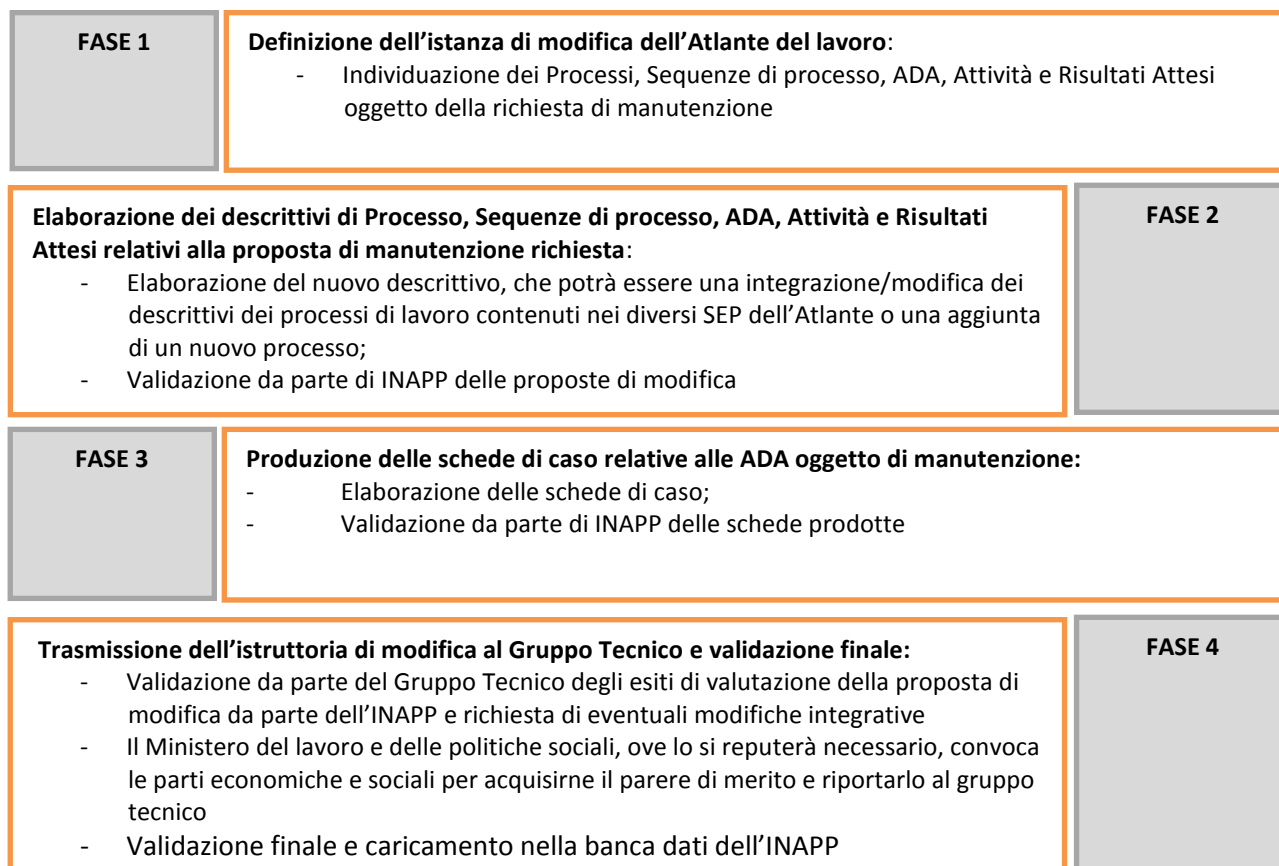 FASE 1
Definizione dell’istanza di modifica dell’Atlante del lavoro:
- Individuazione dei Processi, Sequenze di processo, ADA, Attività e Risultati Attesi
oggetto della richiesta di manutenzione
Elaborazione dei descrittivi di Processo, Sequenze di processo, ADA, Attività e Risultati
Attesi relativi alla proposta di manutenzione richiesta:
- Elaborazione del nuovo descrittivo, che potrà essere una integrazione/modifica dei
descrittivi dei processi di lavoro contenuti nei diversi SEP dell’Atlante o una aggiunta
di un nuovo processo;
- Validazione da parte di INAPP delle proposte di modifica
FASE 2
FASE 3
Produzione delle schede di caso relative alle ADA oggetto di manutenzione:
- Elaborazione delle schede di caso;
- Validazione da parte di INAPP delle schede prodotte
Trasmissione dell’istruttoria di modifica al Gruppo Tecnico e validazione finale:
- Validazione da parte del Gruppo Tecnico degli esiti di valutazione della proposta di
modifica da parte dell’INAPP e richiesta di eventuali modifiche integrative
- Il Ministero del lavoro e delle politiche sociali, ove lo si reputerà necessario, convoca
le parti economiche e sociali per acquisirne il parere di merito e riportarlo al gruppo
tecnico
- Validazione finale e caricamento nella banca dati dell’INAPP
FASE 4